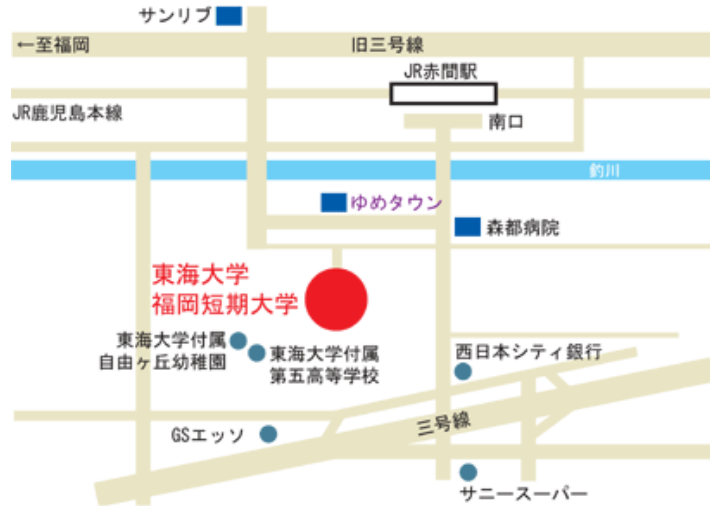 サンリブ
←至福岡
旧三号線
JR赤間駅
JR鹿児島本線
南口
釣川
ゆめタウン
森都病院
東海大学
福岡短期大学
東海大学付属
自由ヶ丘幼稚園
東海大学付属
第五高等学校
西日本シティ銀行
三号線
GSエッソ
サニースーパー